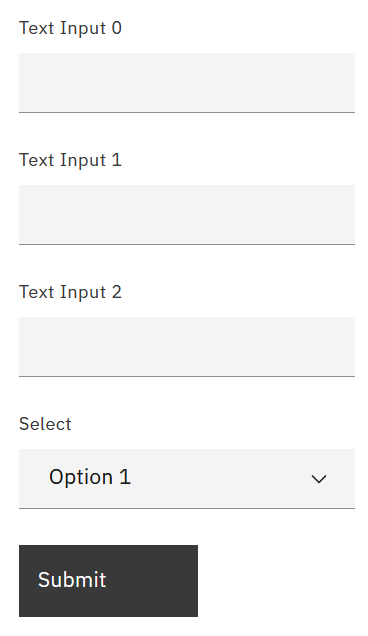 Text Input 0
Text Input 1
Text Input 2
Select
Option 1
Submit